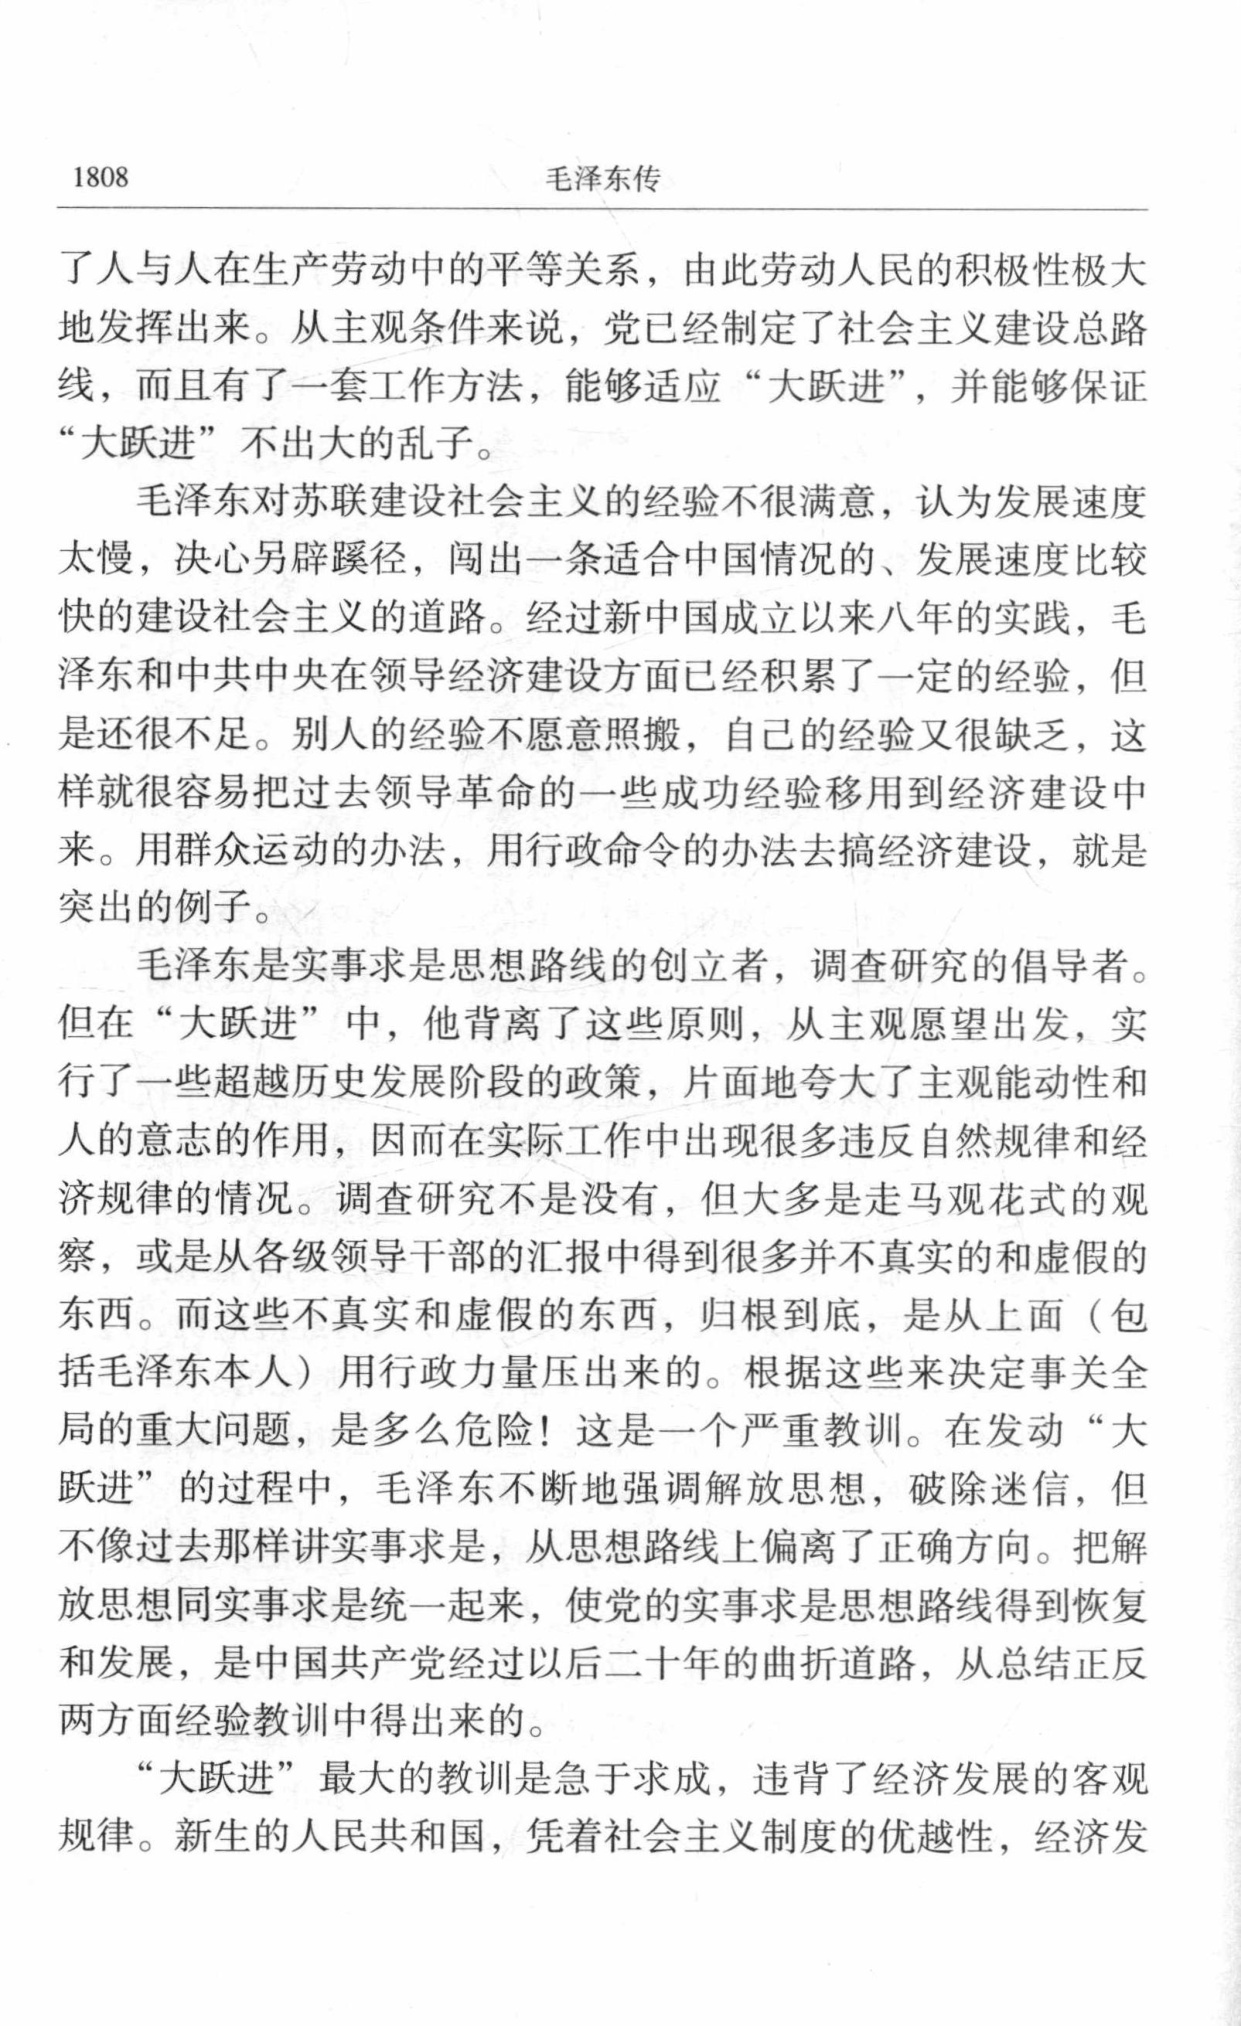 1808
毛泽东传
了人与人在生产劳动中的平等关系，由此劳动人民的积极性极大
地发挥出来。从主观条件来说，党已经制定了社会主义建设总路
线，而且有了一套工作方法，能够适应“大跃进”，并能够保证
“大跃进”不出大的乱子。
毛泽东对苏联建设社会主义的经验不很满意，认为发展速度
太慢，决心另辟蹊径，闯出一条适合中国情况的、发展速度比较
快的建设社会主义的道路。经过新中国成立以来八年的实践，毛
泽东和中共中央在领导经济建设方面已经积累了一定的经验，但
是还很不足。别人的经验不愿意照搬，自己的经验又很缺乏，这
样就很容易把过去领导革命的一些成功经验移用到经济建设中
来。用群众运动的办法，用行政命令的办法去搞经济建设，就是
突出的例子。
毛泽东是实事求是思想路线的创立者，调查研究的倡导者。
但在“大跃进”中，他背离了这些原则，从主观愿望出发，实
行了一些超越历史发展阶段的政策，片面地夸大了主观能动性和
人的意志的作用，因而在实际工作中出现很多违反自然规律和经
济规律的情况。调查研究不是没有，但大多是走马观花式的观
察，或是从各级领导干部的汇报中得到很多并不真实的和虚假的
东西。而这些不真实和虚假的东西，归根到底，是从上面（包
括毛泽东本人）用行政力量压出来的。根据这些来决定事关全
局的重大问题，是多么危险！这是一个严重教训。在发动“大
跃进”的过程中，毛泽东不断地强调解放思想，破除迷信，但
不像过去那样讲实事求是，从思想路线上偏离了正确方向。把解
放思想同实事求是统一起来，使党的实事求是思想路线得到恢复
和发展，是中国共产党经过以后二十年的曲折道路，从总结正反
两方面经验教训中得出来的。
“大跃进”最大的教训是急于求成，违背了经济发展的客观
规律。新生的人民共和国，凭着社会主义制度的优越性，经济发